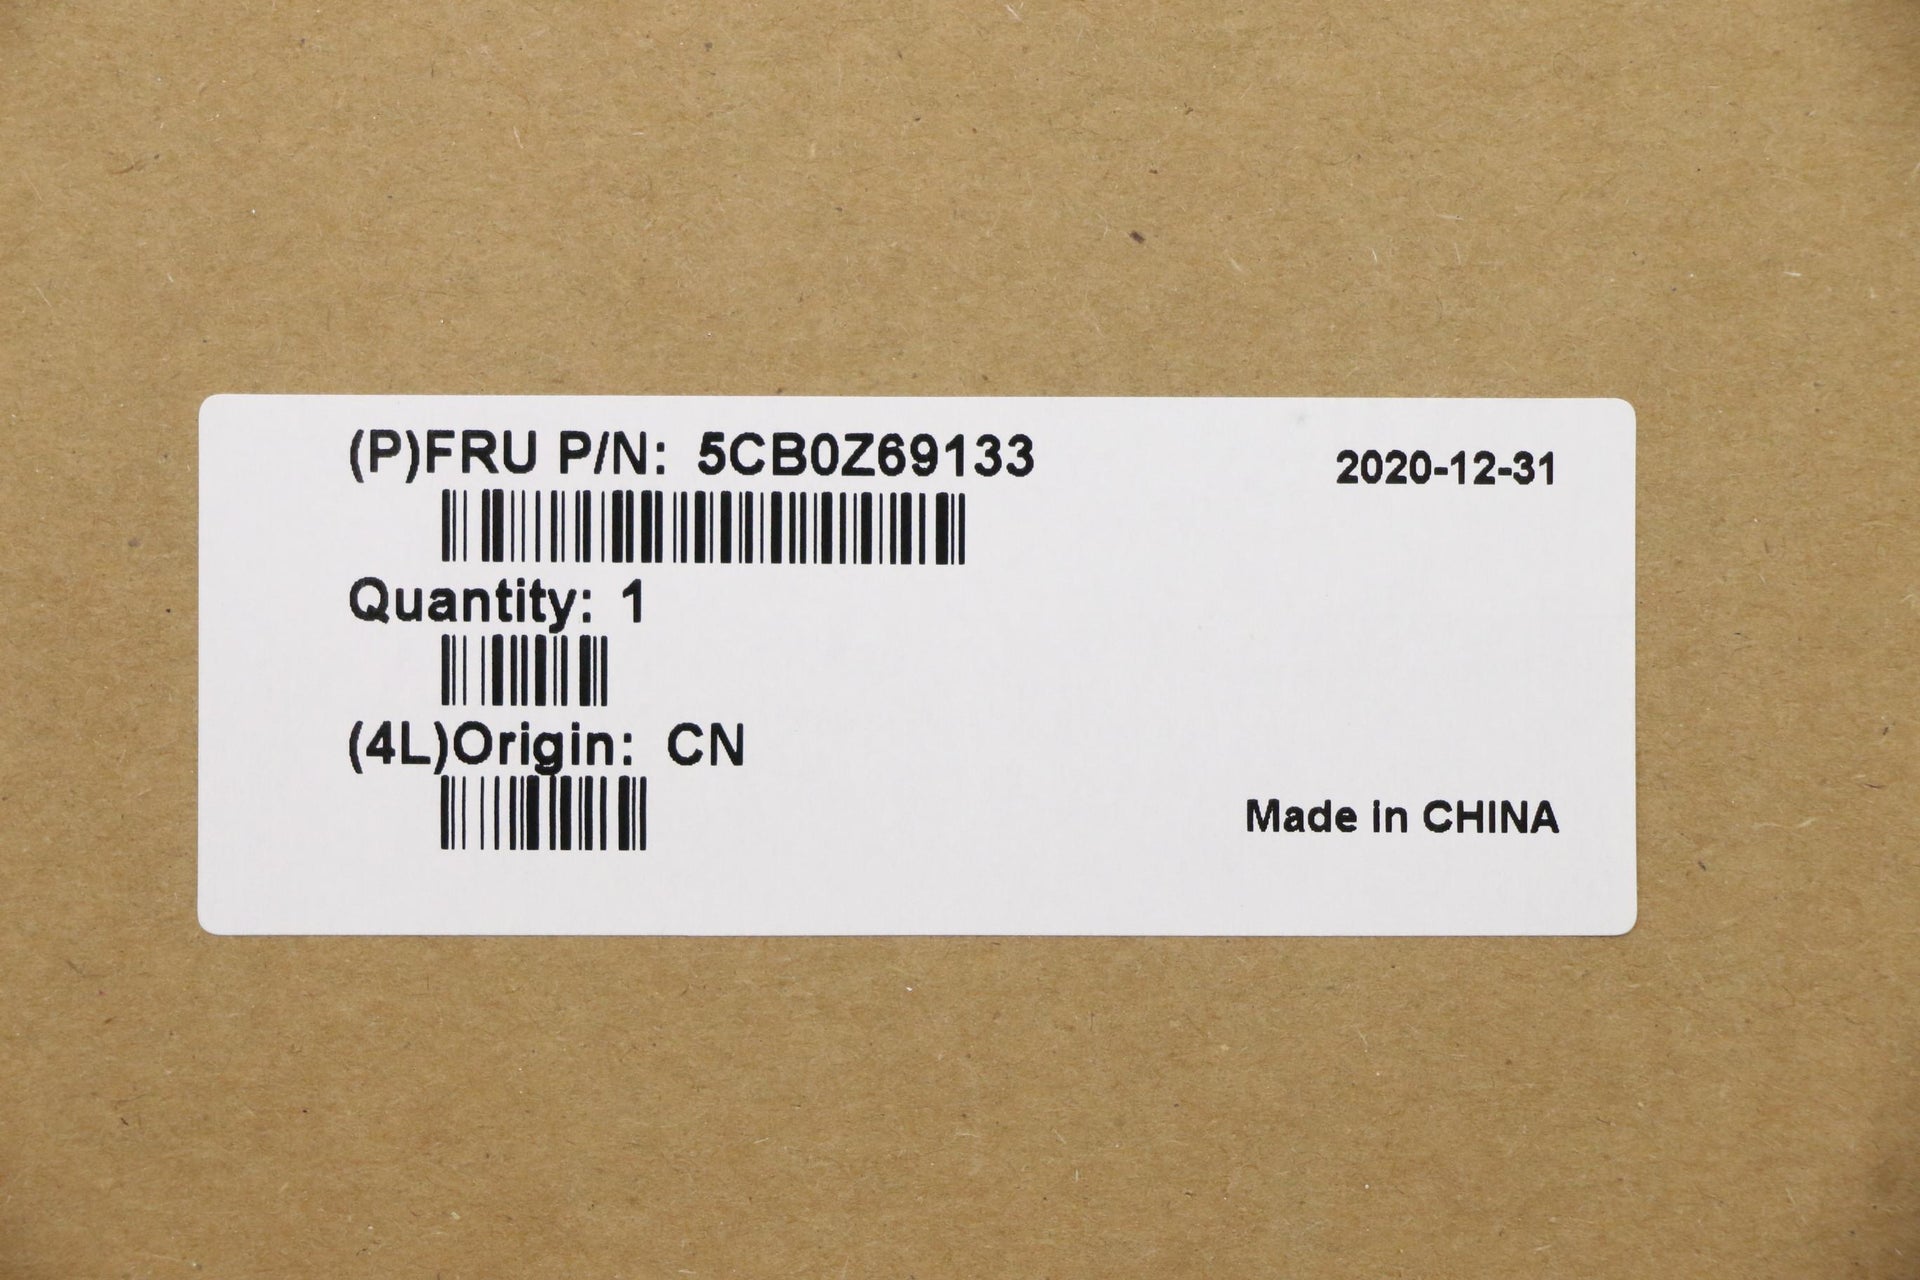 (P)FRU P/N: 5CB0Z69133
2020-12-31
Quantity: 1
(4L)Origin: CN
Made in CHINA